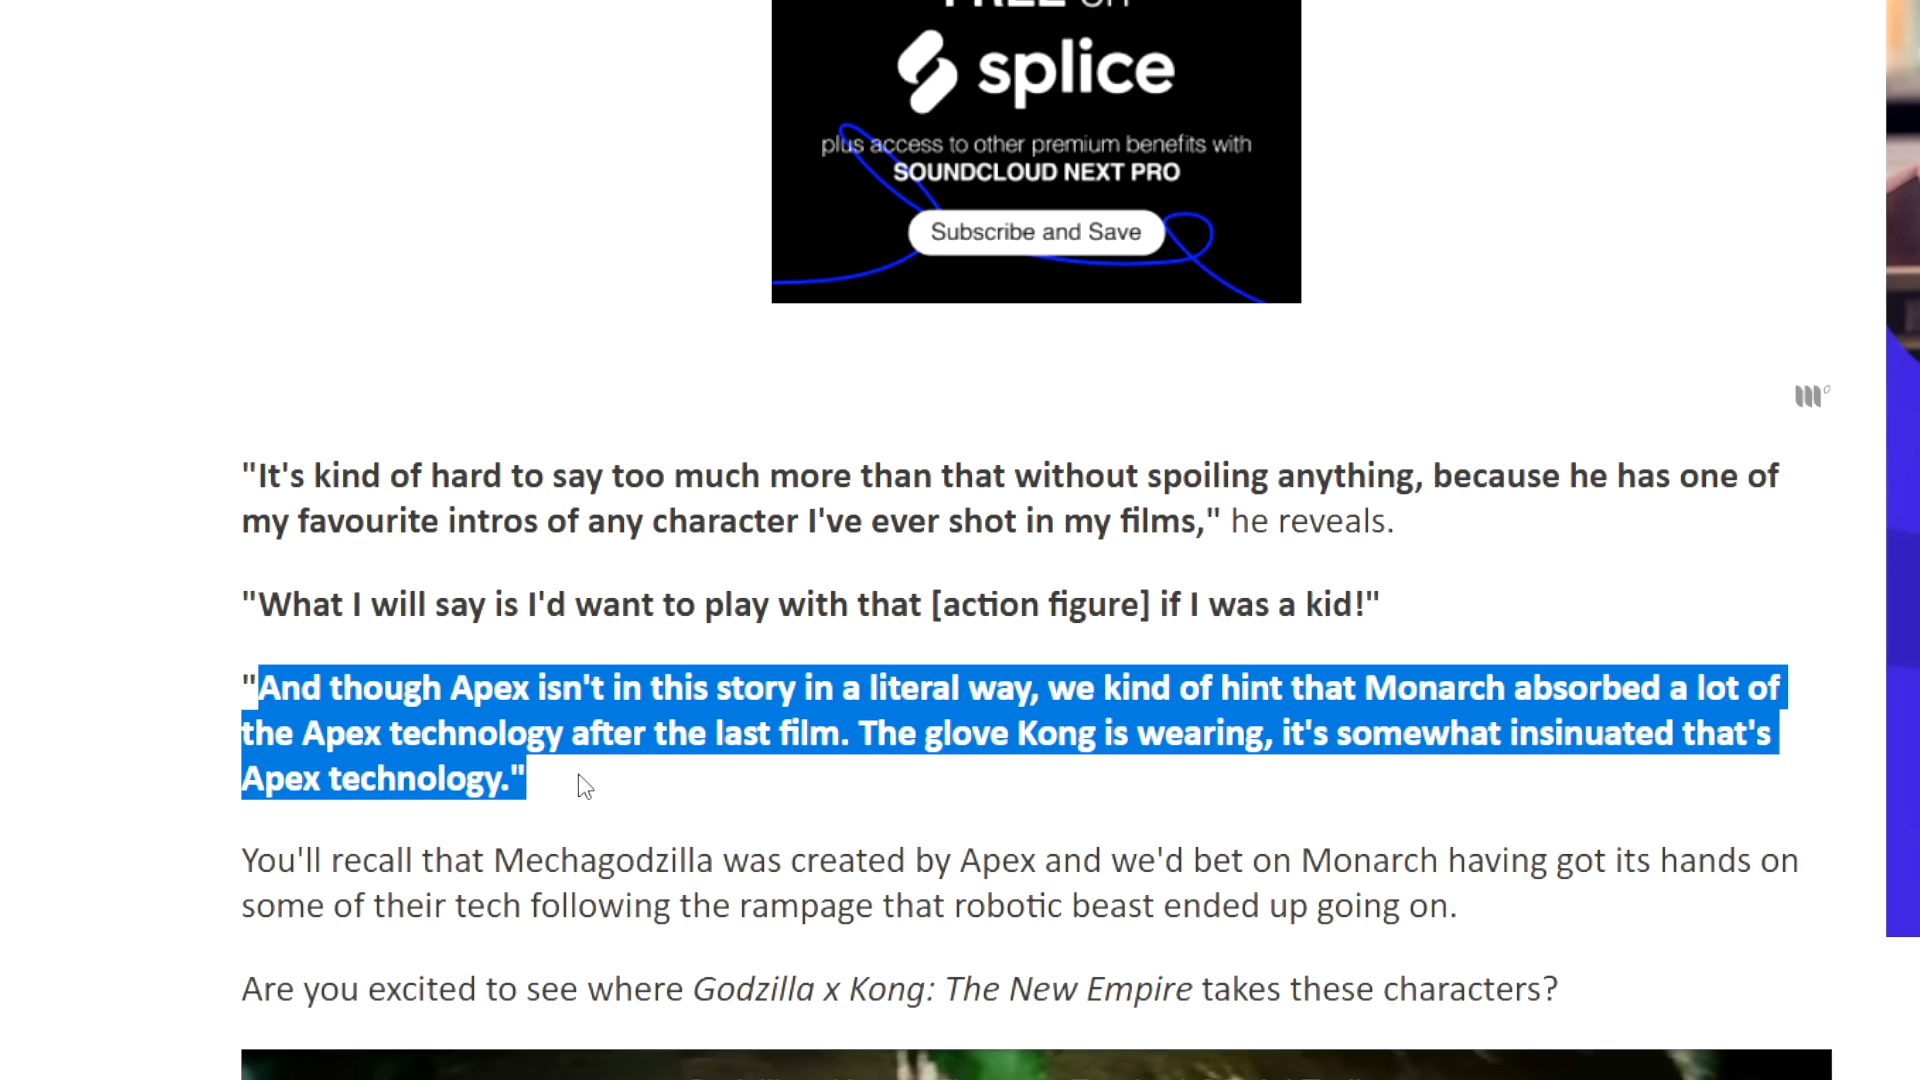 splice
plus access to other premium benefits with
SOUNDCLOUD NEXT PRO
Subscribe and Save
"It's kind of hard to say too much more than that without spoiling anything, because he has one of
my favourite intros of any character I've ever shot in my films," he reveals.
"What I will say is I'd want to play with that [action figure] if I was a kid!"
"And though Apex isn't in this story in a literal way, we kind of hint that Monarch absorbed a lot of
the Apex technology after the last film. The glove Kong is wearing, it's somewhat insinuated that's
Apex technology."
You'll recall that Mechagodzilla was created by Apex and we'd bet on Monarch having got its hands on
some of their tech following the rampage that robotic beast ended up going on.
Are you excited to see where Godzilla x Kong: The New Empire takes these characters?